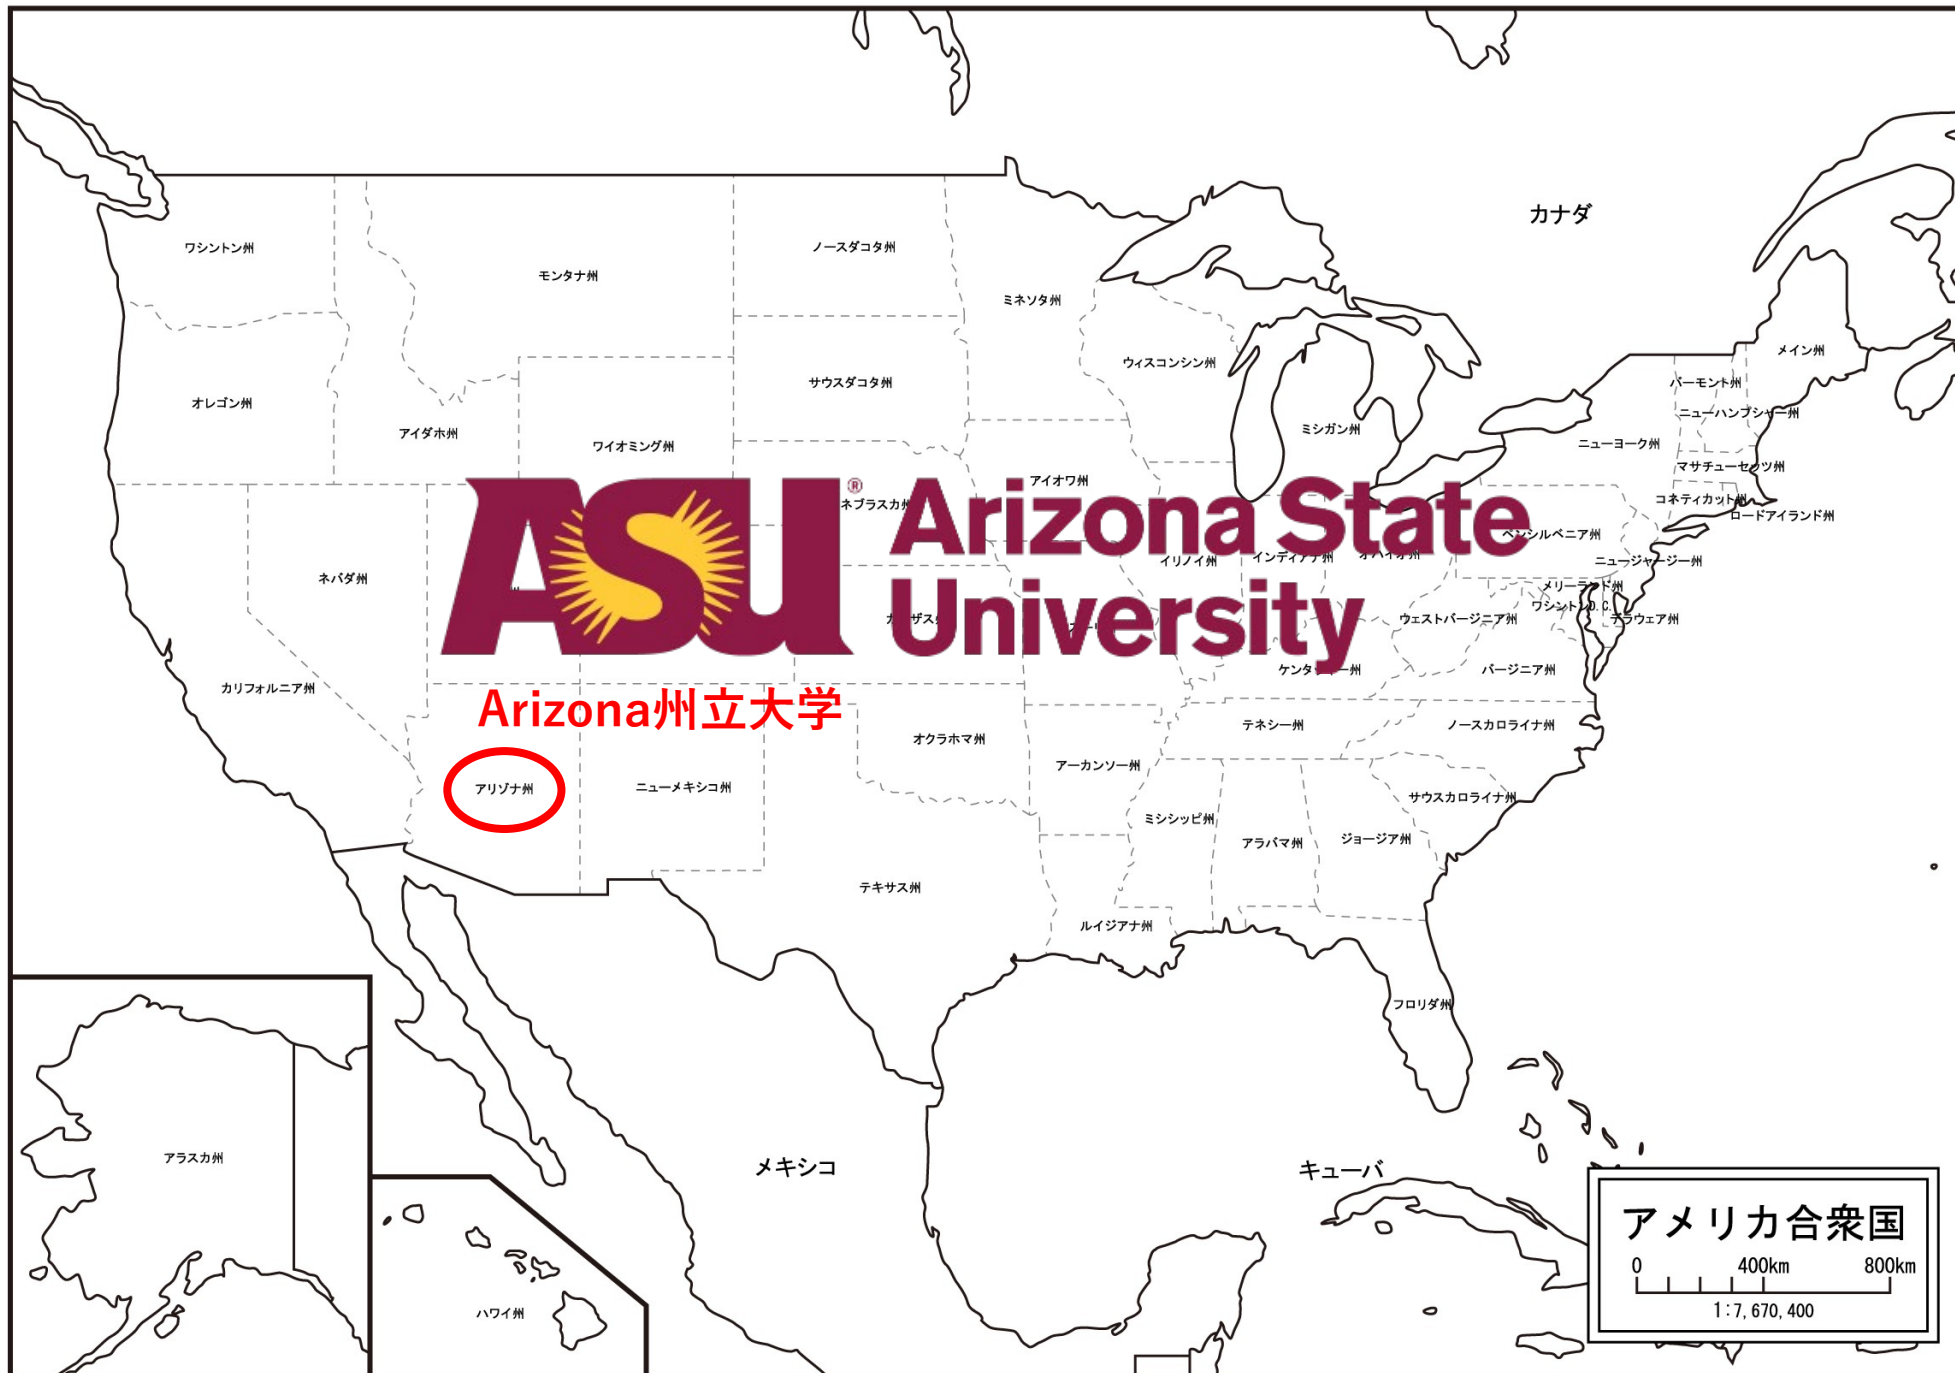 カナダ
ワシントン州
モンタナ州
ノースダコタ州
ミネソタ州
オレゴン州
アイダホ州
ワイオミング州
サウスダコタ州
ウィスコンシン州
ミシガン州
メイン州
バーモント州
ニューハンプシャー州
ニューヨーク州
マサチューセッツ州
コネティカット州
ロードアイランド州
アイオワ州
ネブラスカ州
ASU®
Arizona State
University
ペンシルベニア州
ニュージャージー州
イリノイ州
インディアナ州
オハイオ州
メリーランド州
ワシントンD.C.
デラウェア州
ネバダ州
ウェストバージニア州
カリフォルニア州
ケンタッキー州
バージニア州
Arizona州立大学
アリゾナ州
ニューメキシコ州
オクラホマ州
アーカンソー州
テネシー州
ノースカロライナ州
サウスカロライナ州
ミシシッピ州
アラバマ州
ジョージア州
テキサス州
ルイジアナ州
フロリダ州
アラスカ州
ハワイ州
メキシコ
キューバ
アメリカ合衆国
0 400km 800km
1:7,670,400